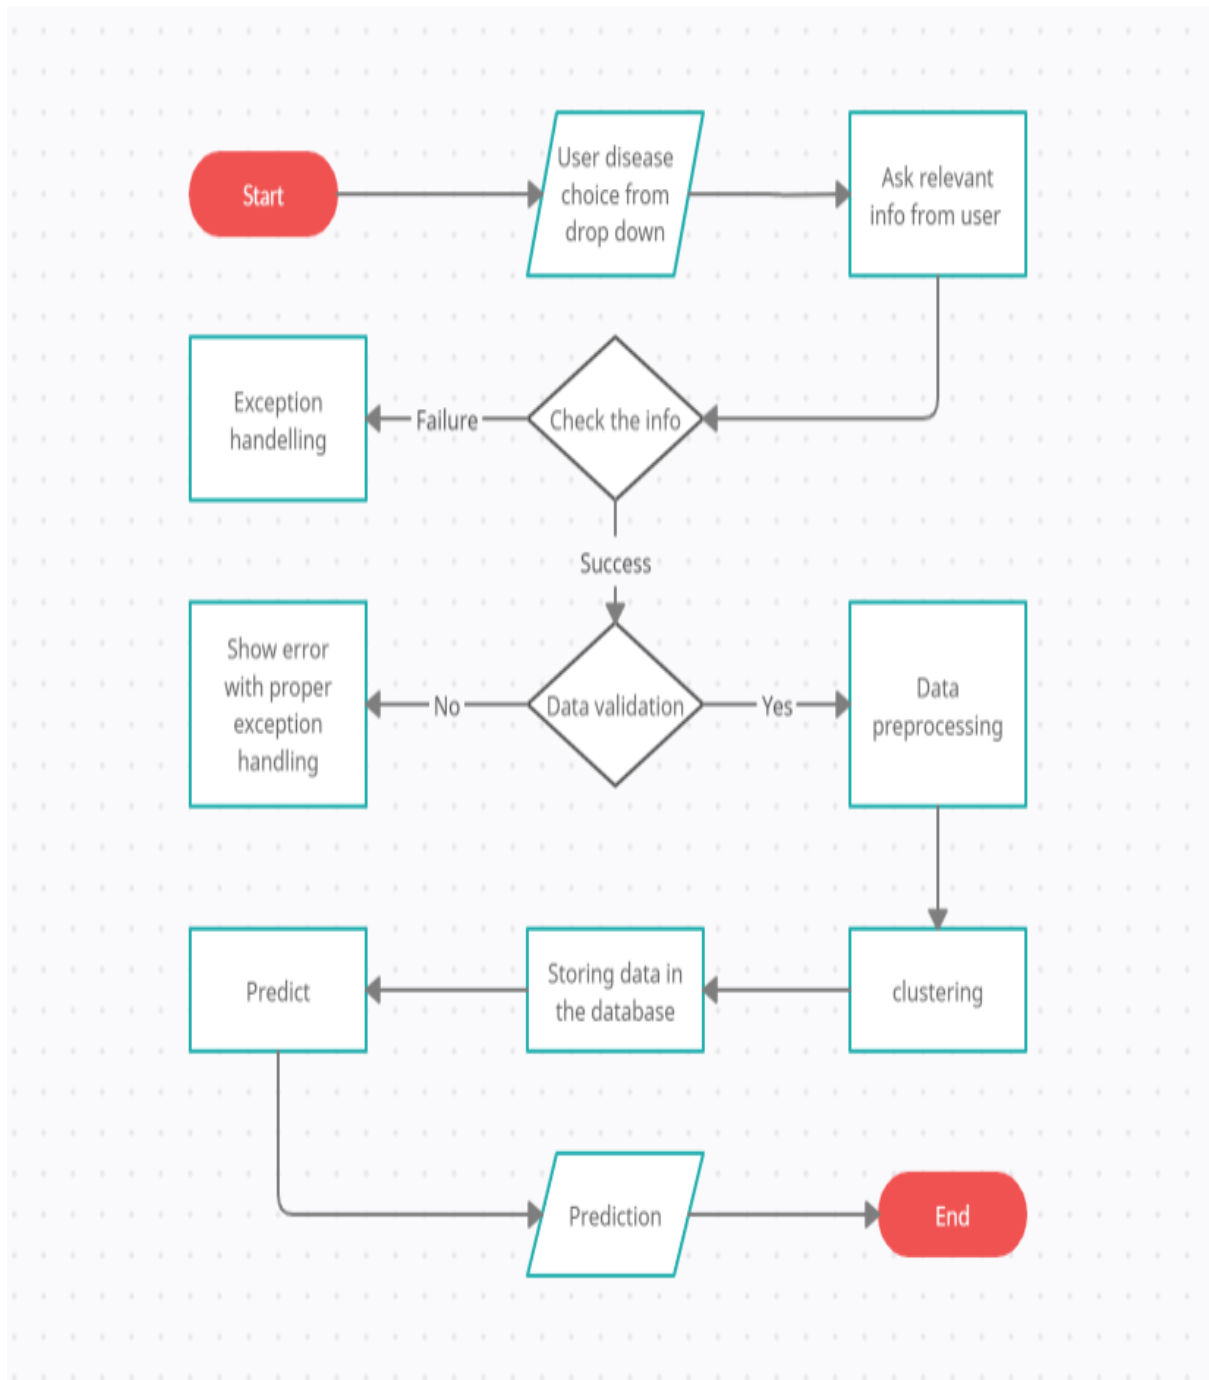 Start
User disease
choice from
drop down
Ask relevant
info from user
Exception
handelling
Failure
Check the info
Success
Show error
with proper
exception
handling
No
Data validation
Yes
Data
preprocessing
Predict
Storing data in
the database
clustering
Prediction
End